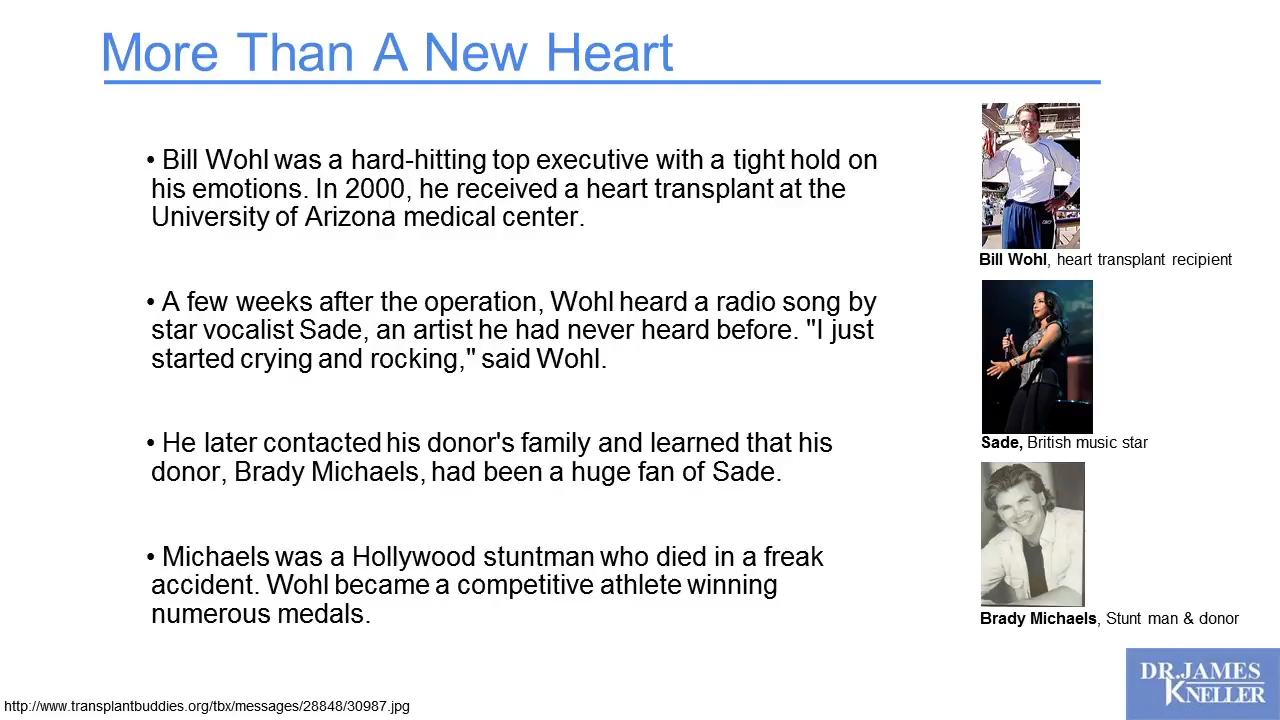 More Than A New Heart
• Bill Wohl was a hard-hitting top executive with a tight hold on
his emotions. In 2000, he received a heart transplant at the
University of Arizona medical center.
• A few weeks after the operation, Wohl heard a radio song by
star vocalist Sade, an artist he had never heard before. "I just
started crying and rocking," said Wohl.
• He later contacted his donor's family and learned that his
donor, Brady Michaels, had been a huge fan of Sade.
• Michaels was a Hollywood stuntman who died in a freak
accident. Wohl became a competitive athlete winning
numerous medals.
Bill Wohl, heart transplant recipient
Sade, British music star
Brady Michaels, Stunt man & donor
DR.JAMES
KNELLER
http://www.transplantbuddies.org/tbx/messages/28848/30987.jpg